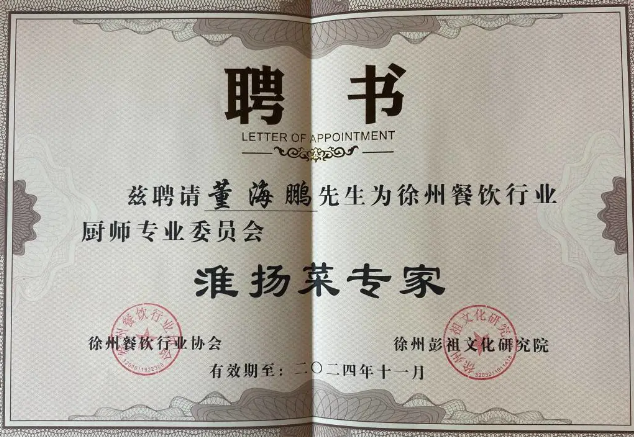 聘 书
LETTER OF APPOINTMENT
兹聘请董海鹏先生为徐州餐饮行业
厨师专业委员会
淮扬菜专家
徐州餐饮行业协会 徐州彭祖文化研究院
有效期至：二〇二四年十一月